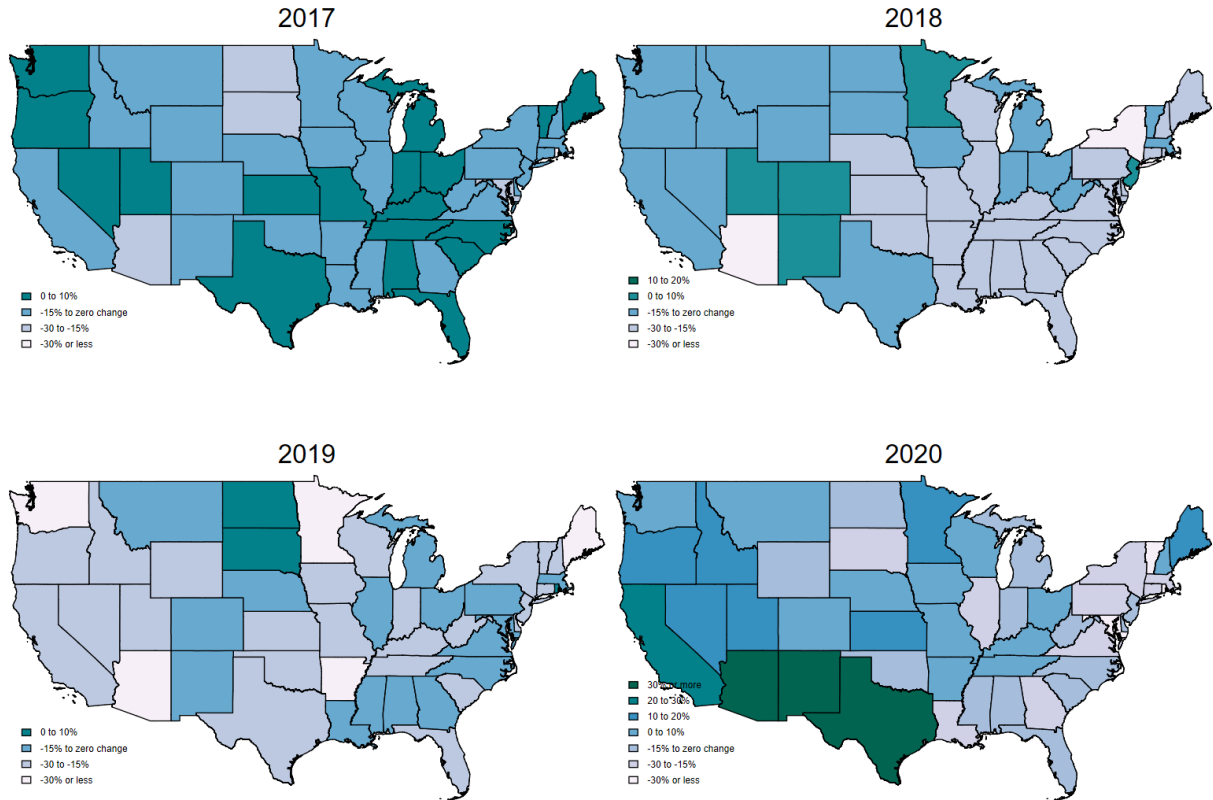 2017
0 to 10%
-15% to zero change
-30 to -15%
-30% or less
2018
10 to 20%
0 to 10%
-15% to zero change
-30 to -15%
-30% or less
2019
0 to 10%
-15% to zero change
-30 to -15%
-30% or less
2020
30% or more
20 to 30%
10 to 20%
0 to 10%
-15% to zero change
-30 to -15%
-30% or less